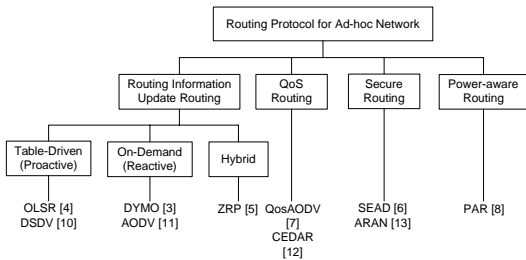 Routing Protocol for Ad-hoc Network
Routing Information
Update Routing
QoS
Routing
Secure
Routing
Power-aware
Routing
Table-Driven
(Proactive)
On-Demand
(Reactive)
Hybrid
OLSR [4]
DSDV [10]
DYMO [3]
AODV [11]
ZRP [5]
QosAODV
[7]
CEDAR
[12]
SEAD [6]
ARAN [13]
PAR [8]